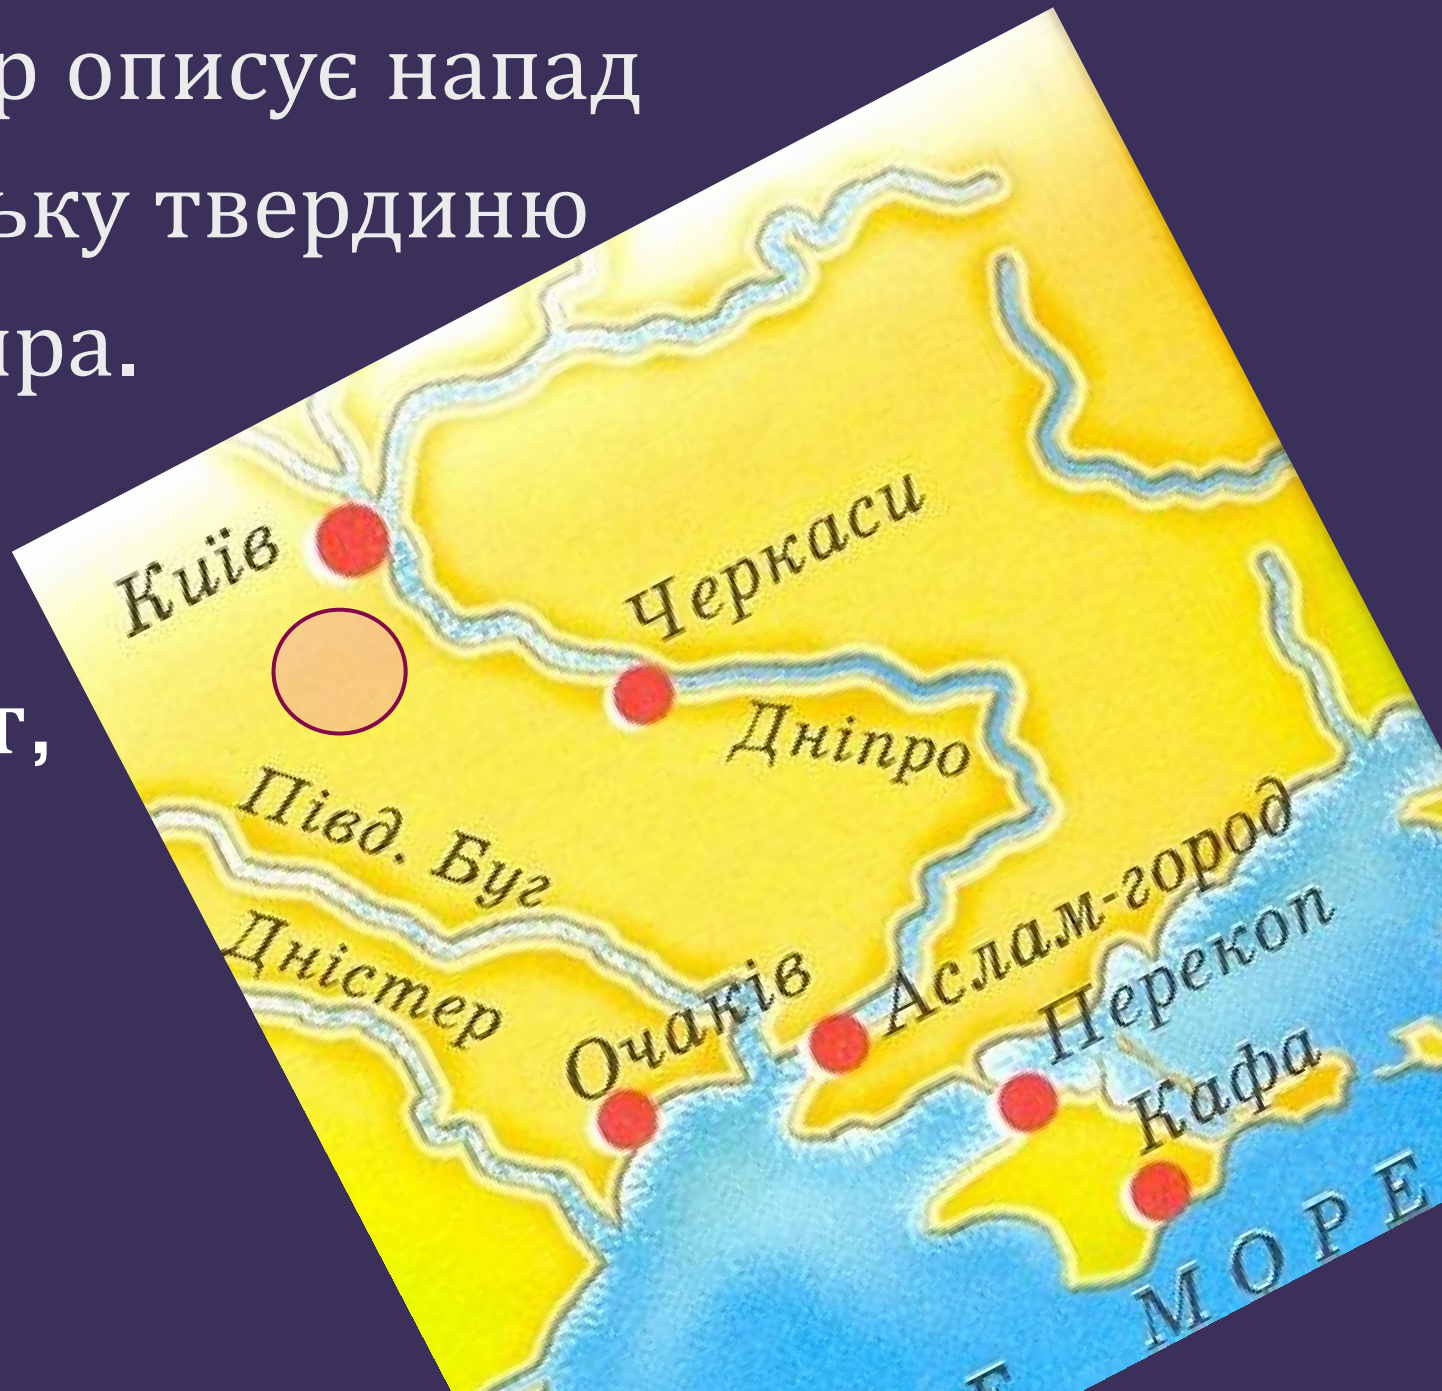 р описує напад
ьку твердиню
ра.
т,
Київ
Черкаси
Дніпро
Півд. Буг
Дністер
Очаків
Аслам-город
Перекоп
Кафа
Е МОРЕ